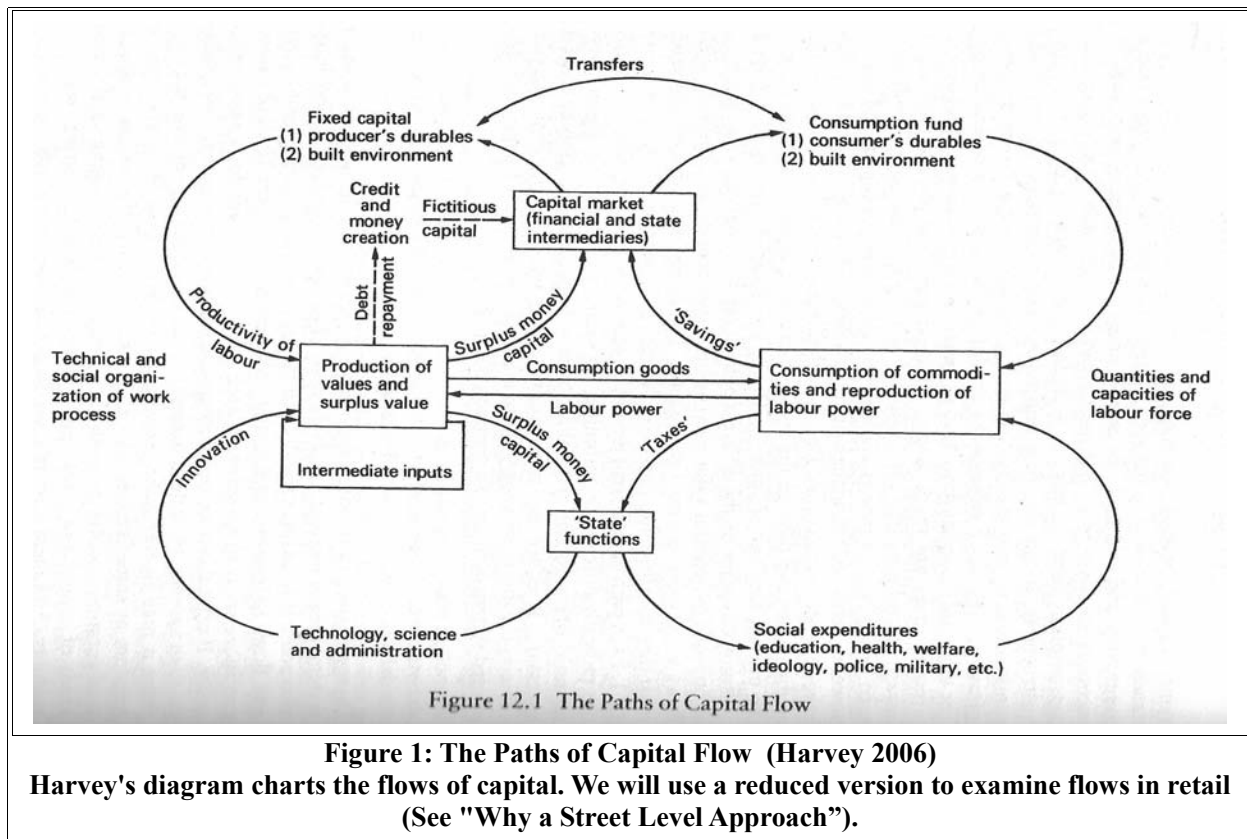 Transfers
Fixed capital
(1) producer's durables
(2) built environment
Consumption fund
(1) consumer's durables
(2) built environment
Credit
and
money
creation
Fictitious
capital
Capital market
(financial and state
intermediaries)
Debt
repayment
Productivity of
labour
Surplus money
capital
'Savings'
Technical and
social organi-
zation of work
process
Production of
values and
surplus value
Consumption goods
Labour power
Consumption of commodi-
ties and reproduction of
labour power
Quantities and
capacities of
labour force
Innovation
Intermediate inputs
Surplus money
capital
'Taxes'
'State'
functions
Technology, science
and administration
Social expenditures
(education, health, welfare,
ideology, police, military, etc.)
Figure 12.1 The Paths of Capital Flow
Figure 1: The Paths of Capital Flow (Harvey 2006)
Harvey's diagram charts the flows of capital. We will use a reduced version to examine flows in retail
(See "Why a Street Level Approach”).